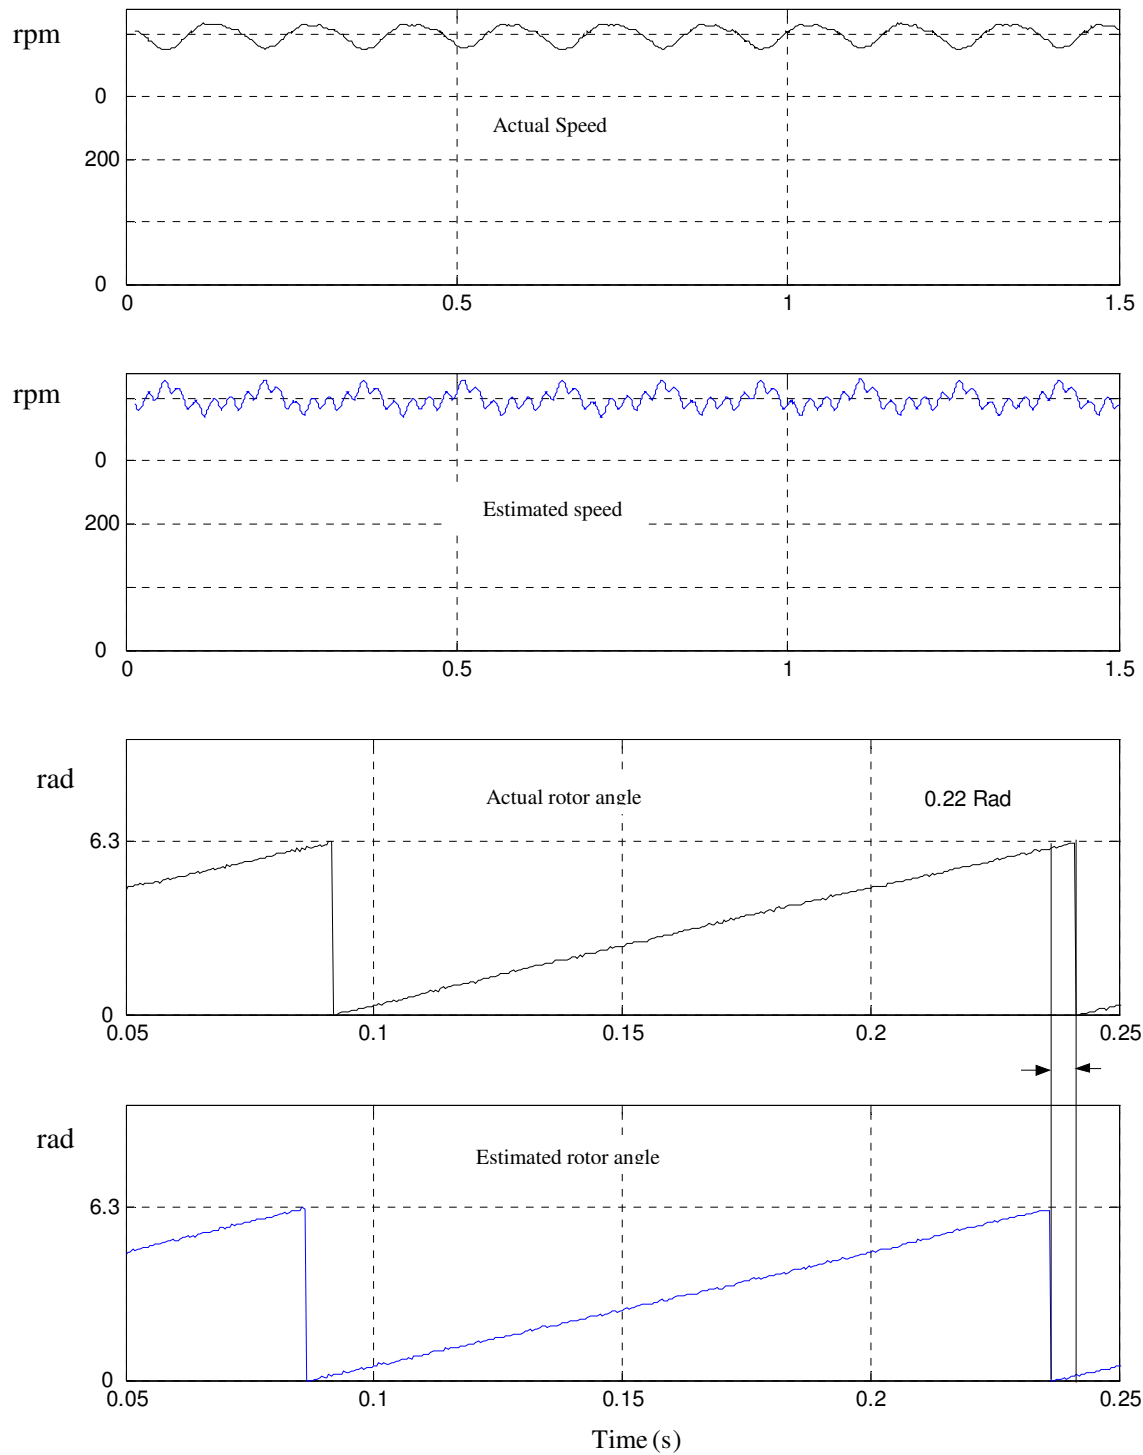 rpm
0
Actual Speed
200
0
0 0.5 1 1.5
rpm
0
Estimated speed
200
0
0 0.5 1 1.5
rad
Actual rotor angle
0.22 Rad
6.3
0
0.05 0.1 0.15 0.2 0.25
rad
Estimated rotor angle
6.3
0
0.05 0.1 0.15 0.2 0.25
Time (s)